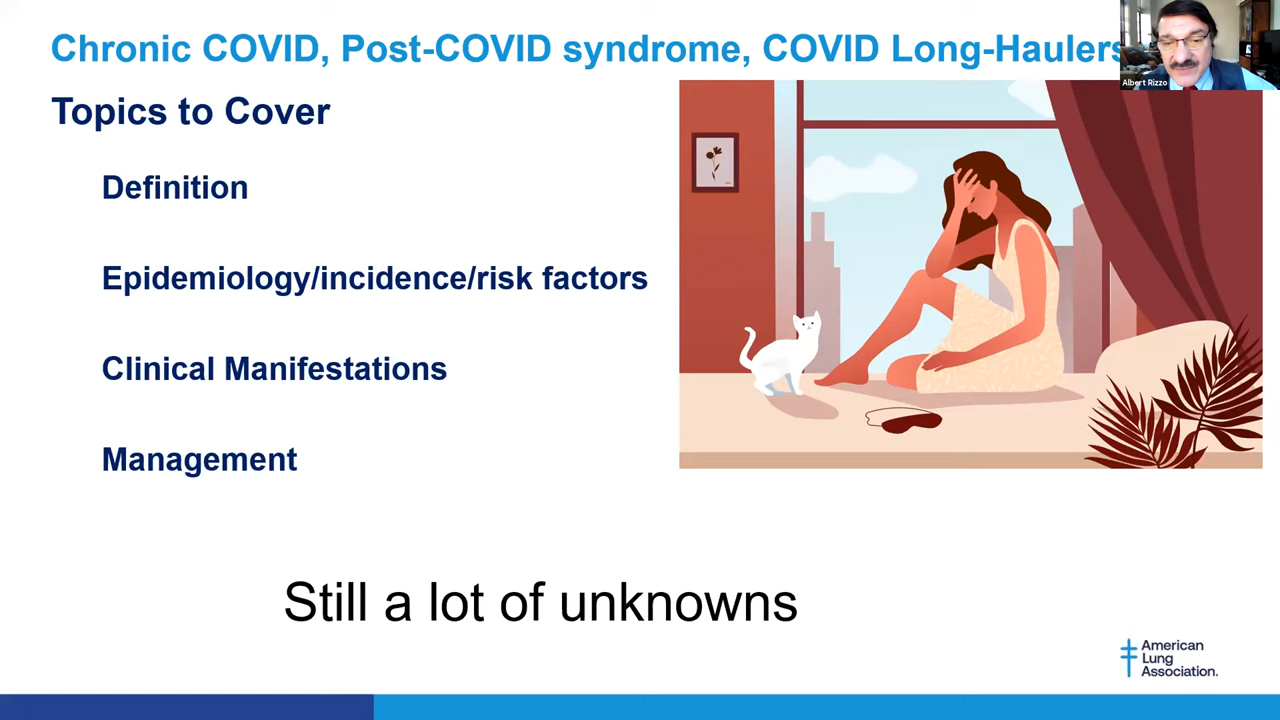 Chronic COVID, Post-COVID syndrome, COVID Long-Haulers
Albert Rizzo
Topics to Cover
Definition
Epidemiology/incidence/risk factors
Clinical Manifestations
Management
Still a lot of unknowns
American
Lung
Association.